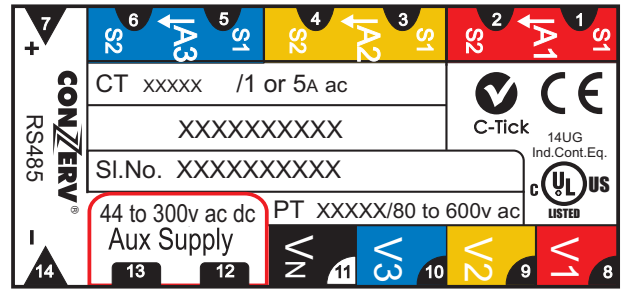 7 + RS485 - 14
CONZERV ®
S2 6 A3 5 S1
S2 4 A2 3 S1
S2 2 A1 1 S1
CT XXXXX /1 or 5A ac
XXXXXXXXXX
SI.No. XXXXXXXXXX
PT XXXXX/80 to 600v ac
C-Tick
CE
14UG
Ind.Cont.Eq.
C UL US
LISTED
44 to 300v ac dc
Aux Supply
13 12
VN 11
V3 10
V2 9
V1 8